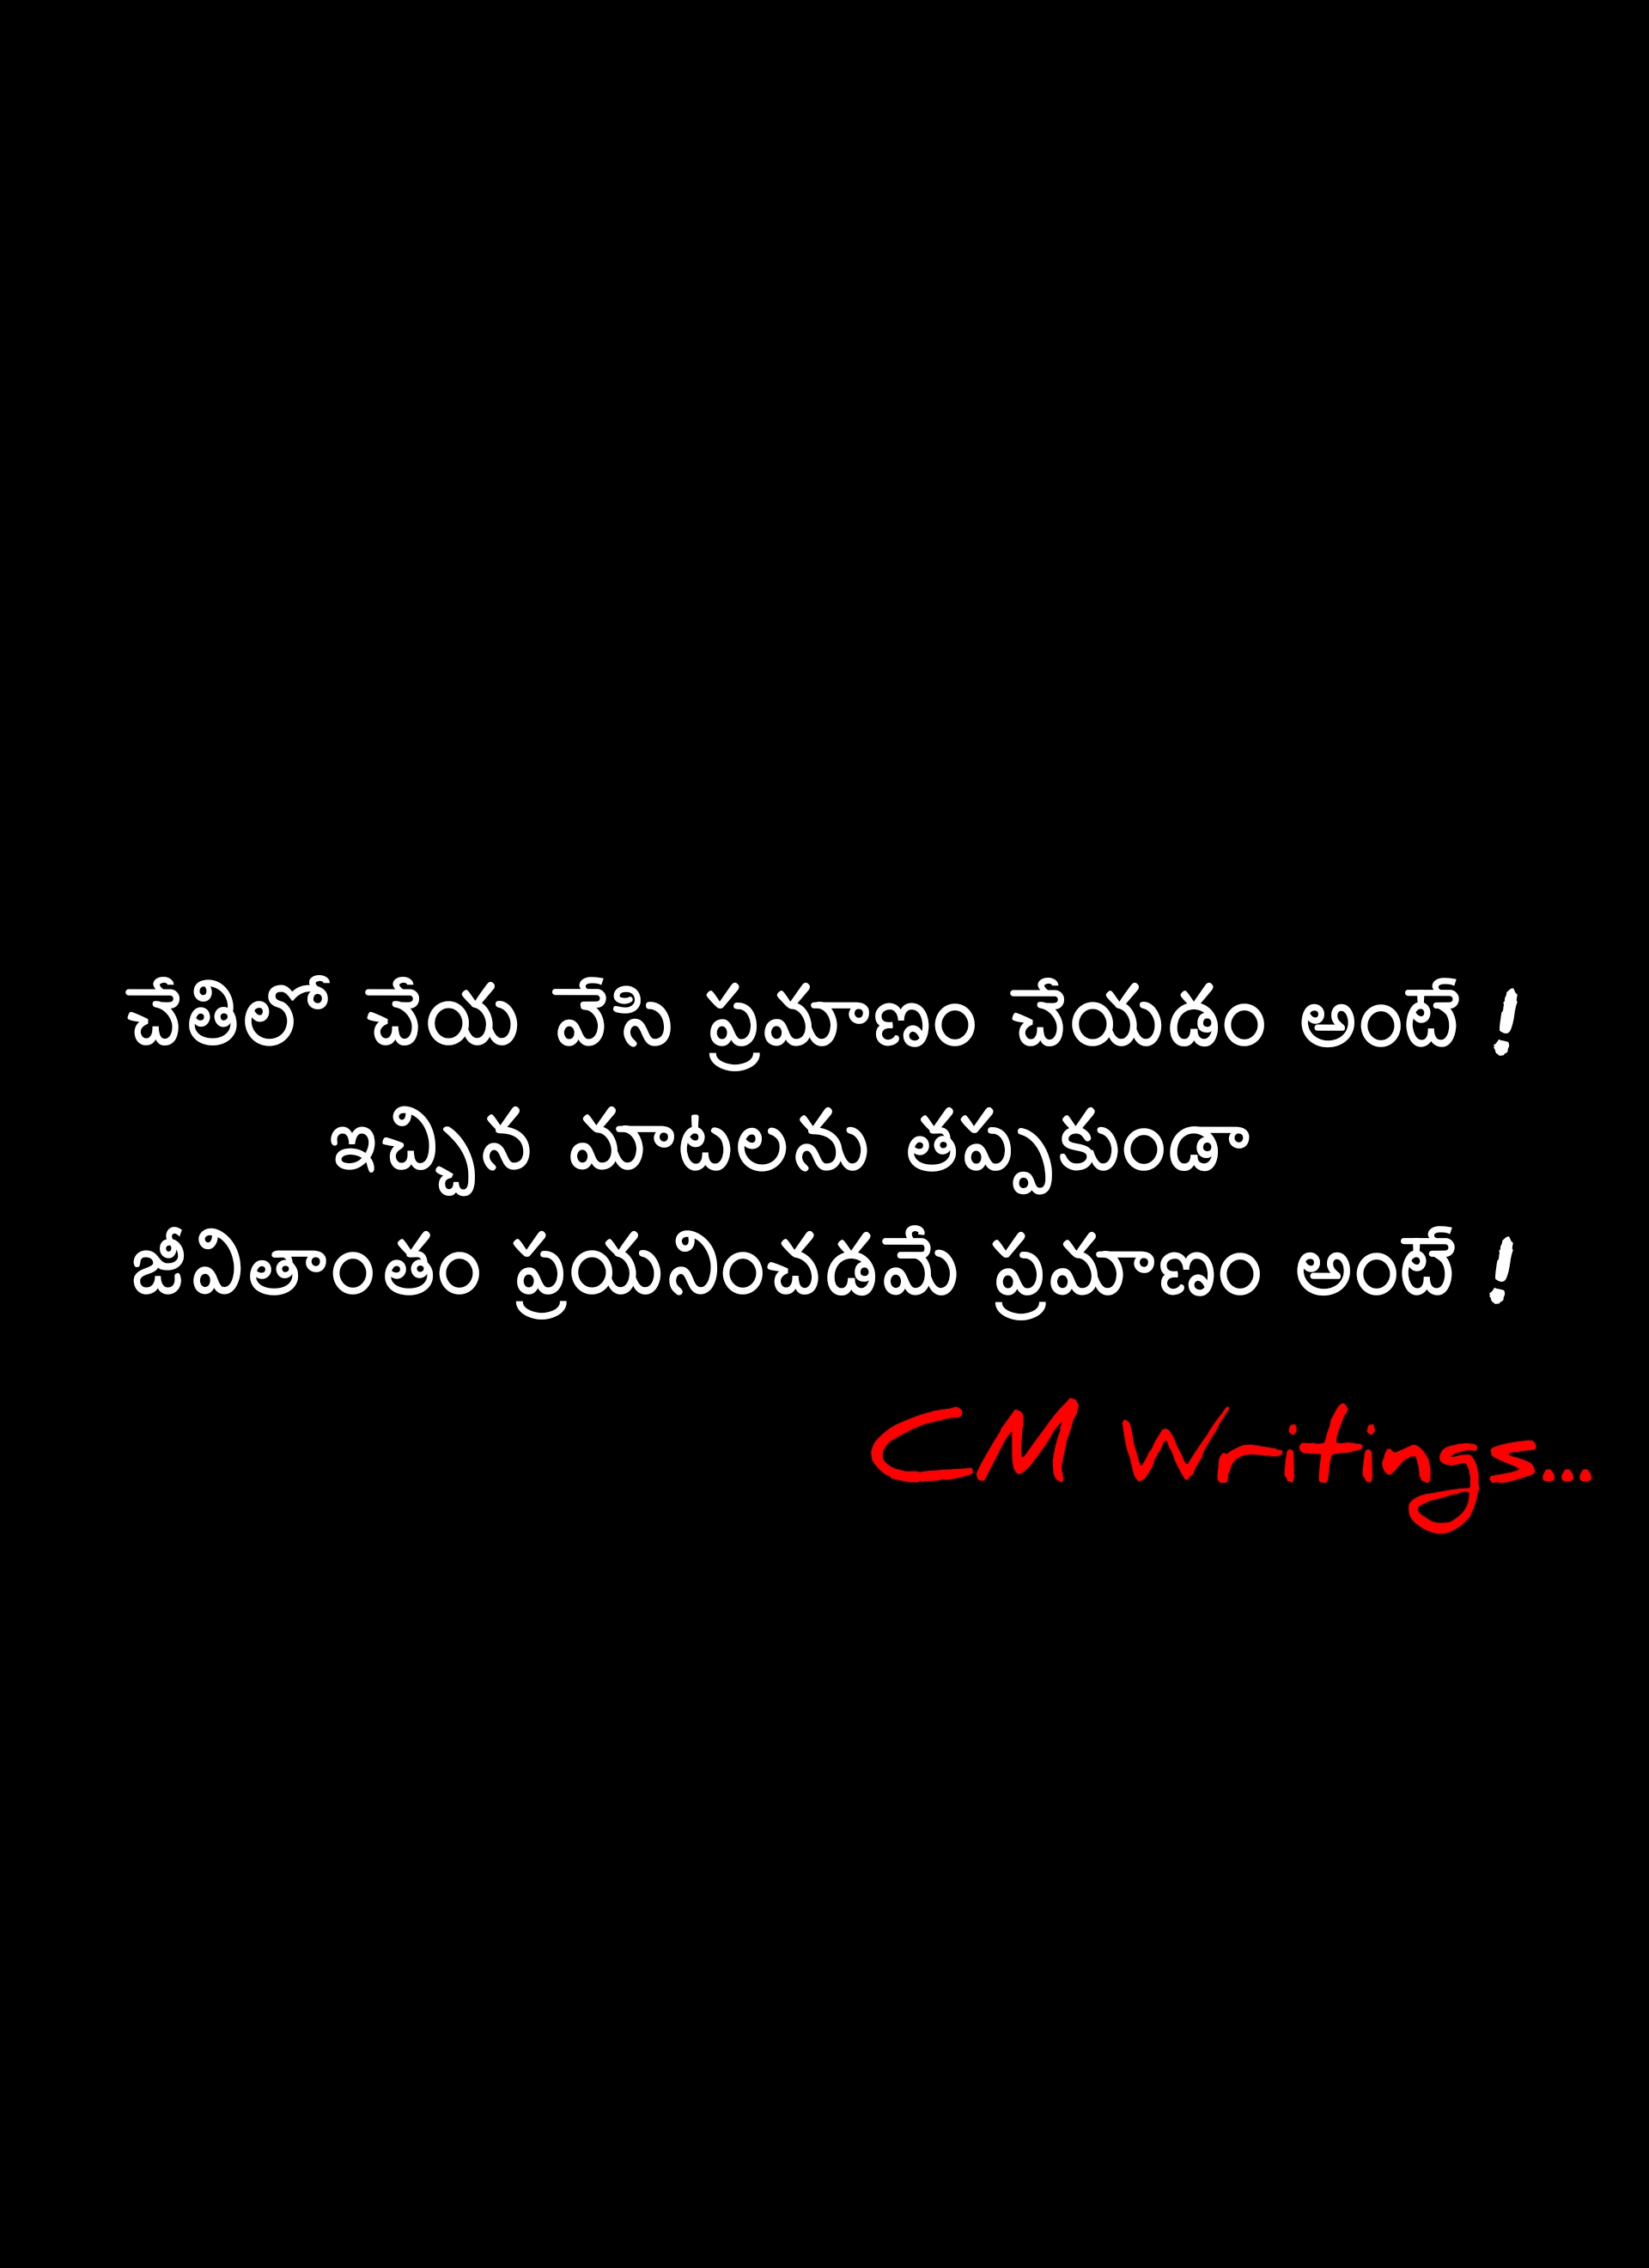 చేతిలో చేయి వేసి ప్రమాణం చేయడం అంటే !
ఇచ్చిన మాటలను తప్పకుండా
జీవితాంతం ప్రయనించడమే ప్రమాణం అంటే !
CM Writings...